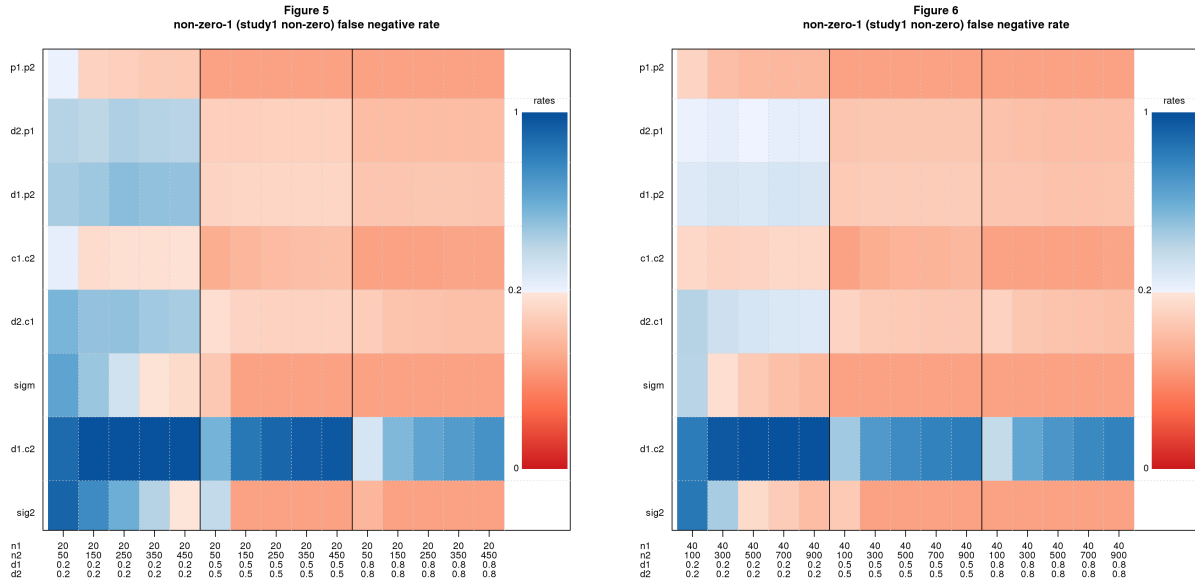 Figure 5
non-zero-1 (study1 non-zero) false negative rate
p1.p2
d2.p1
d1.p2
c1.c2
d2.c1
sigm
d1.c2
sig2
rates
1
0.2
0
n1 20 20 20 20 20 20 20 20 20 20 20 20 20 20 20
n2 50 150 250 350 450 50 150 250 350 450 50 150 250 350 450
d1 0.2 0.2 0.2 0.2 0.2 0.5 0.5 0.5 0.5 0.5 0.8 0.8 0.8 0.8 0.8
d2 0.2 0.2 0.2 0.2 0.2 0.5 0.5 0.5 0.5 0.5 0.8 0.8 0.8 0.8 0.8
Figure 6
non-zero-1 (study1 non-zero) false negative rate
p1.p2
d2.p1
d1.p2
c1.c2
d2.c1
sigm
d1.c2
sig2
rates
1
0.2
0
n1 40 40 40 40 40 40 40 40 40 40 40 40 40 40 40
n2 100 300 500 700 900 100 300 500 700 900 100 300 500 700 900
d1 0.2 0.2 0.2 0.2 0.2 0.5 0.5 0.5 0.5 0.5 0.8 0.8 0.8 0.8 0.8
d2 0.2 0.2 0.2 0.2 0.2 0.5 0.5 0.5 0.5 0.5 0.8 0.8 0.8 0.8 0.8